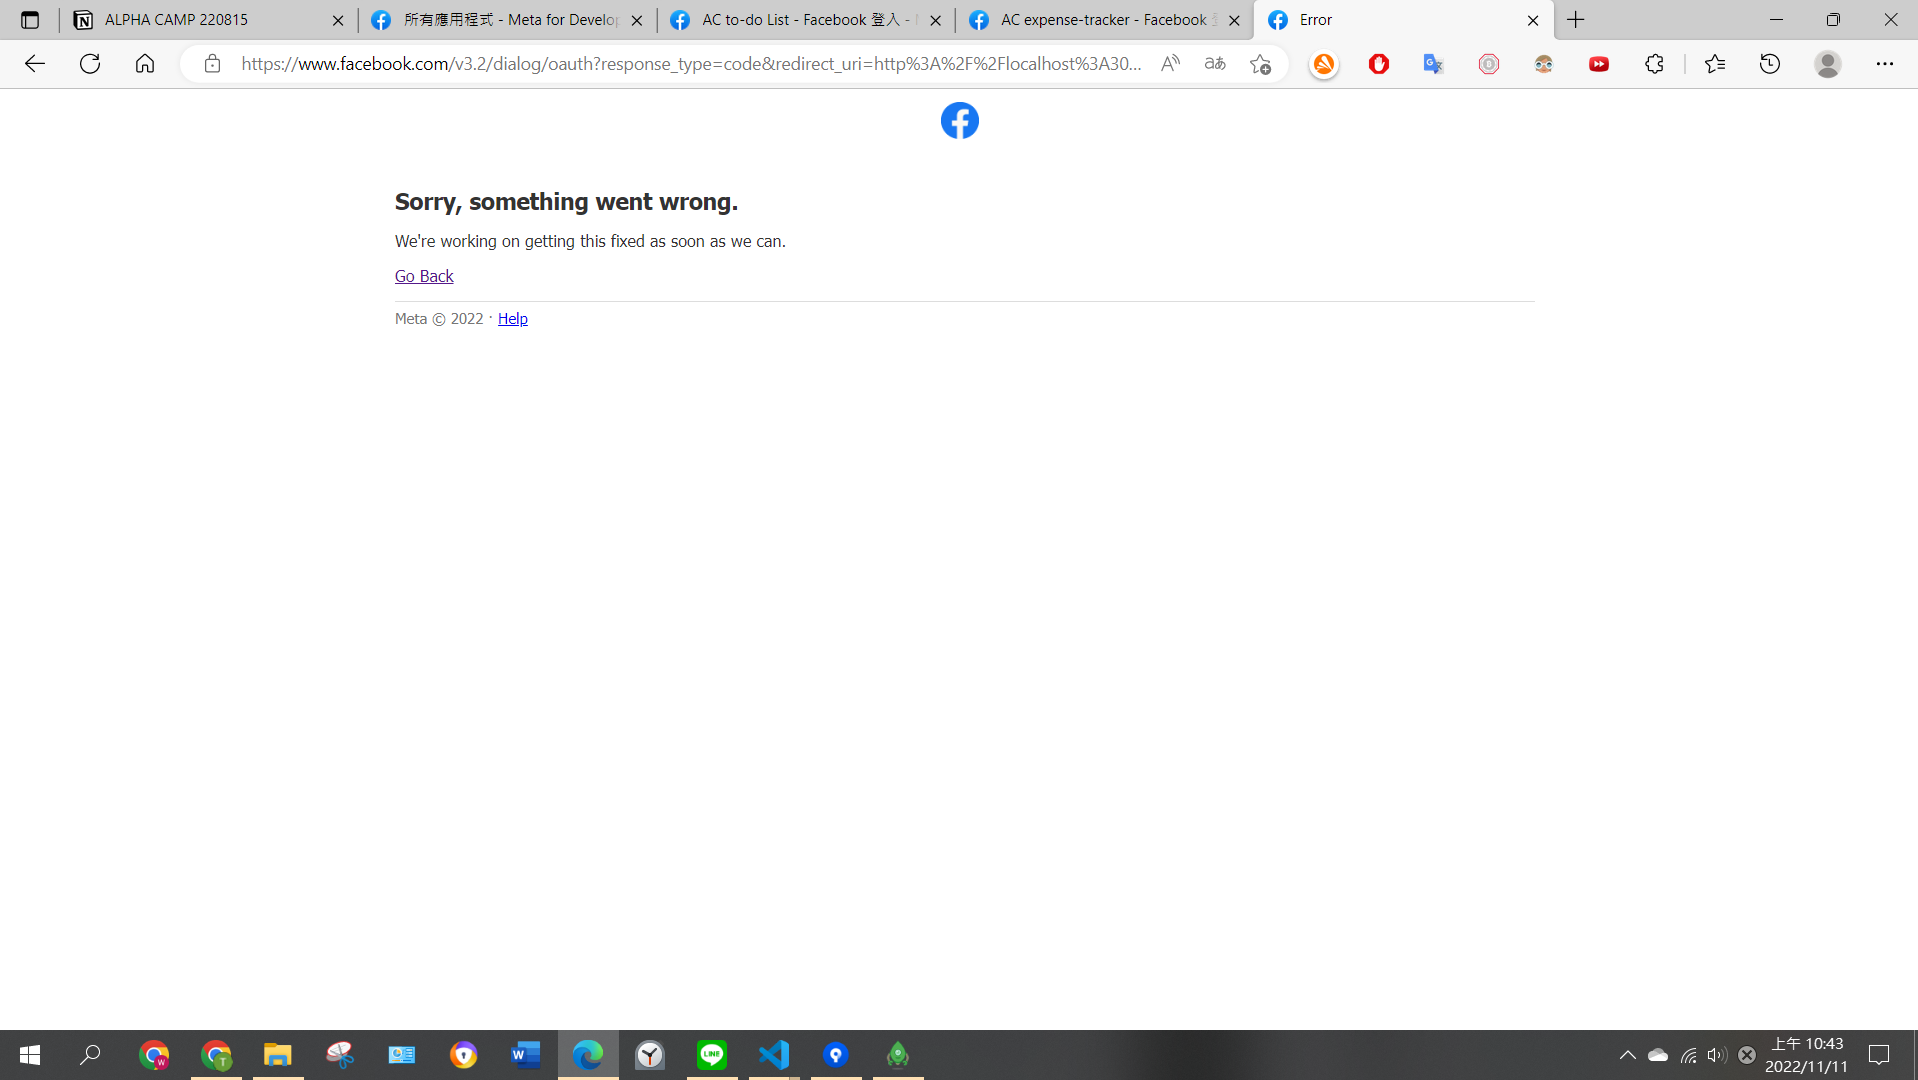 ALPHA CAMP 220815
所有應用程式 - Meta for Develop
AC to-do List - Facebook 登入 -
AC expense-tracker - Facebook
Error
https://www.facebook.com/v3.2/dialog/oauth?response_type=code&redirect_uri=http%3A%2F%2Flocalhost%3A30...
Sorry, something went wrong.
We're working on getting this fixed as soon as we can.
Go Back
Meta © 2022 · Help
上午 10:43
2022/11/11